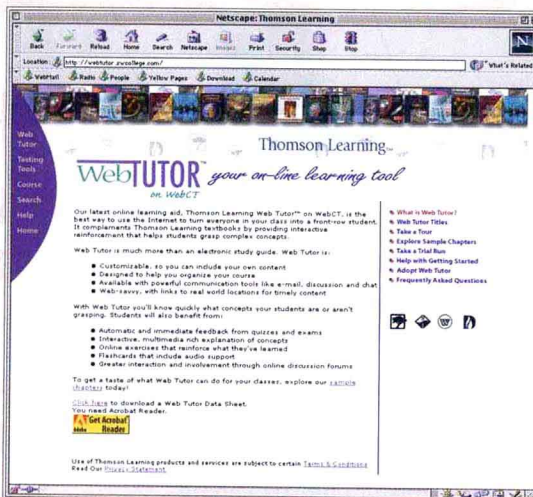 Netscape: Thomson Learning
Back Forward Reload Home Search Netscape Images Print Security Shop Stop
Location: http://webtutor.swcollege.com/
What's Related
WebMail Radio People Yellow Pages Download Calendar
Web
Tutor
Testing
Tools
Course
Search
Help
Home
Thomson Learning™
WebTUTOR™ your on-line learning tool
on WebCT
Our latest online learning aid, Thomson Learning Web Tutor™ on WebCT, is the
best way to use the Internet to turn everyone in your class into a front-row student.
It complements Thomson Learning textbooks by providing interactive
reinforcement that helps students grasp complex concepts.
Web Tutor is much more than an electronic study guide. Web Tutor is:
Customizable, so you can include your own content
Designed to help you organize your course
Available with powerful communication tools like e-mail, discussion and chat
Web-savvy, with links to real world locations for timely content
With Web Tutor you'll know quickly what concepts your students are or aren't
grasping. Students will also benefit from:
Automatic and immediate feedback from quizzes and exams
Interactive, multimedia rich explanation of concepts
Online exercises that reinforce what they've learned
Flashcards that include audio support
Greater interaction and involvement through online discussion forums
To get a taste of what Web Tutor can do for your classes, explore our sample
chapters today!
Click here to download a Web Tutor Data Sheet.
You need Acrobat Reader.
Get Acrobat
Reader
Adobe
Use of Thomson Learning products and services are subject to certain Terms & Conditions
Read Our Privacy Statement
What is Web Tutor?
Web Tutor Titles
Take a Tour
Explore Sample Chapters
Take a Trial Run
Help with Getting Started
Adopt Web Tutor
Frequently Asked Questions